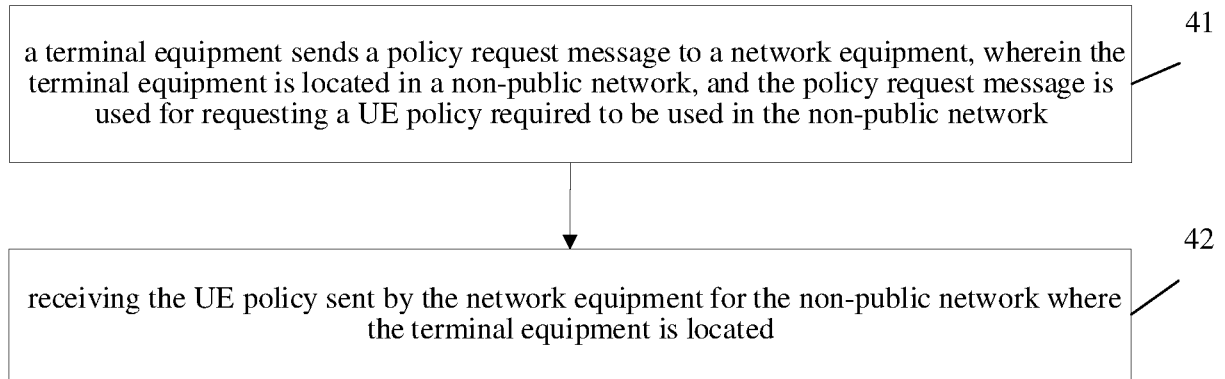 41
a terminal equipment sends a policy request message to a network equipment, wherein the
terminal equipment is located in a non-public network, and the policy request message is
used for requesting a UE policy required to be used in the non-public network
42
receiving the UE policy sent by the network equipment for the non-public network where
the terminal equipment is located